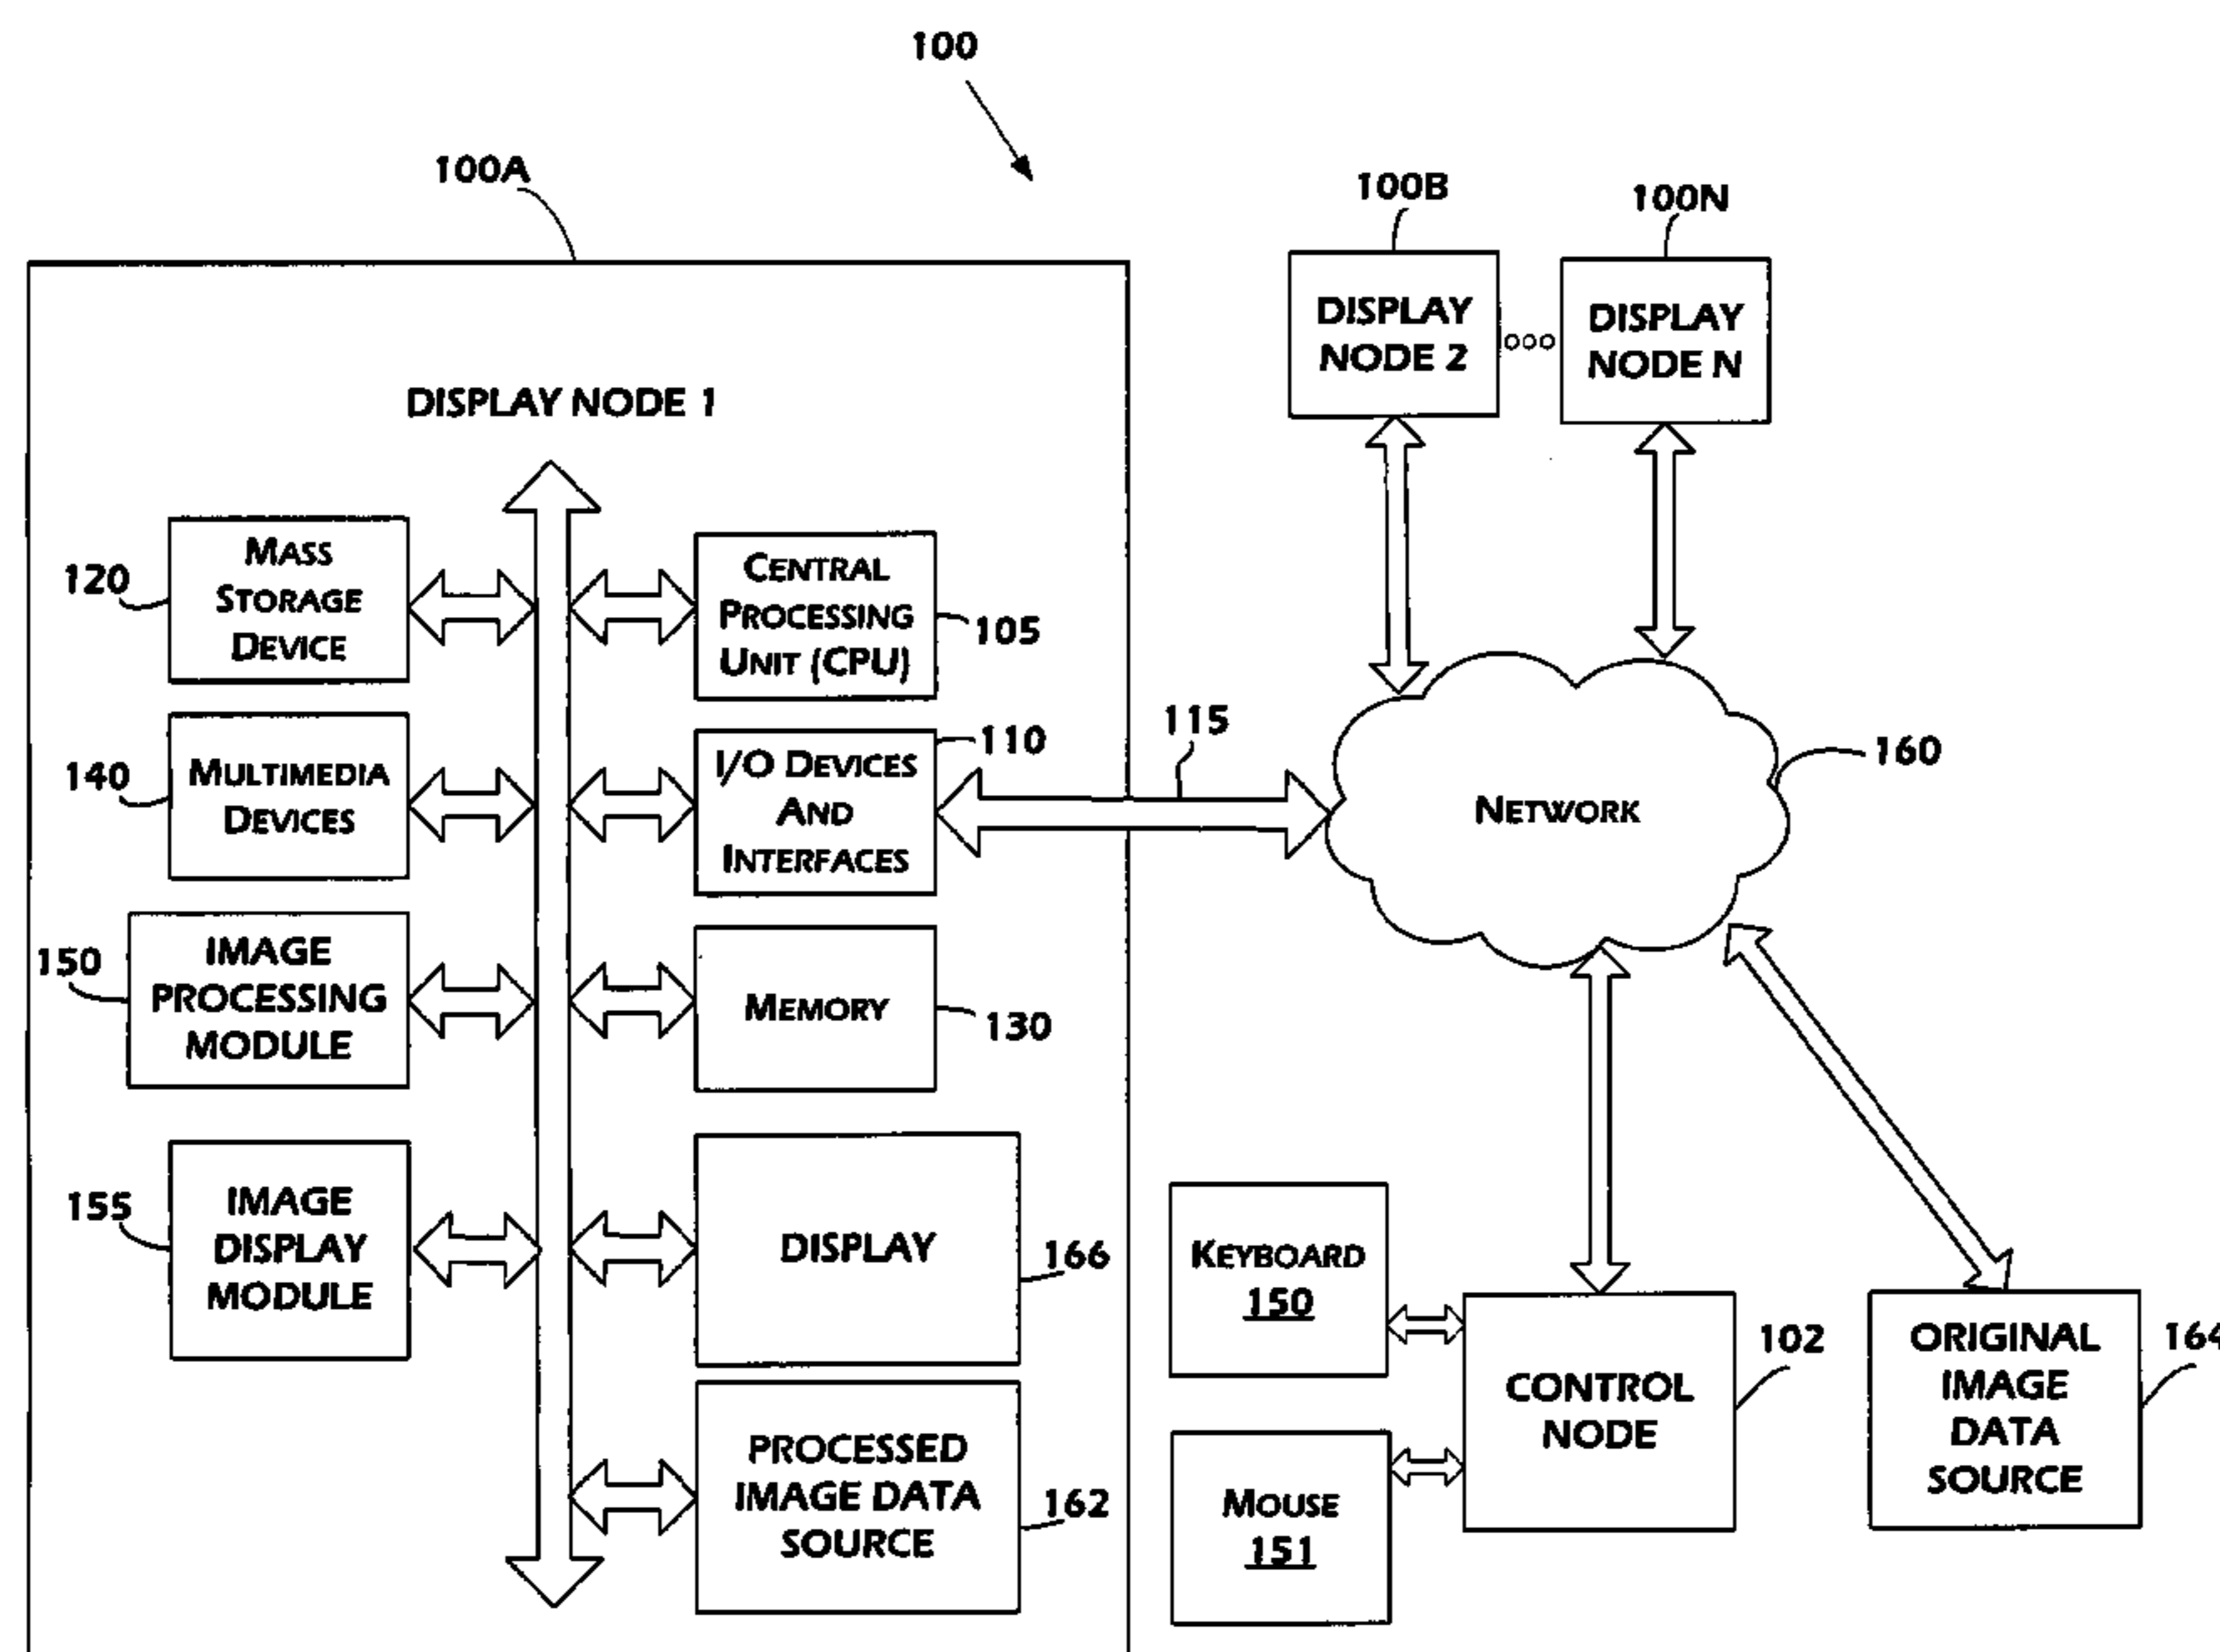 100
100A
100B
100N
DISPLAY
NODE 2
DISPLAY
NODE N
DISPLAY NODE 1
120
MASS
STORAGE
DEVICE
CENTRAL
PROCESSING
UNIT (CPU)
105
140
MULTIMEDIA
DEVICES
I/O DEVICES
AND
INTERFACES
110
115
NETWORK
160
150
IMAGE
PROCESSING
MODULE
MEMORY
130
155
IMAGE
DISPLAY
MODULE
DISPLAY
166
PROCESSED
IMAGE DATA
SOURCE
162
KEYBOARD
150
MOUSE
151
CONTROL
NODE
102
ORIGINAL
IMAGE
DATA
SOURCE
164